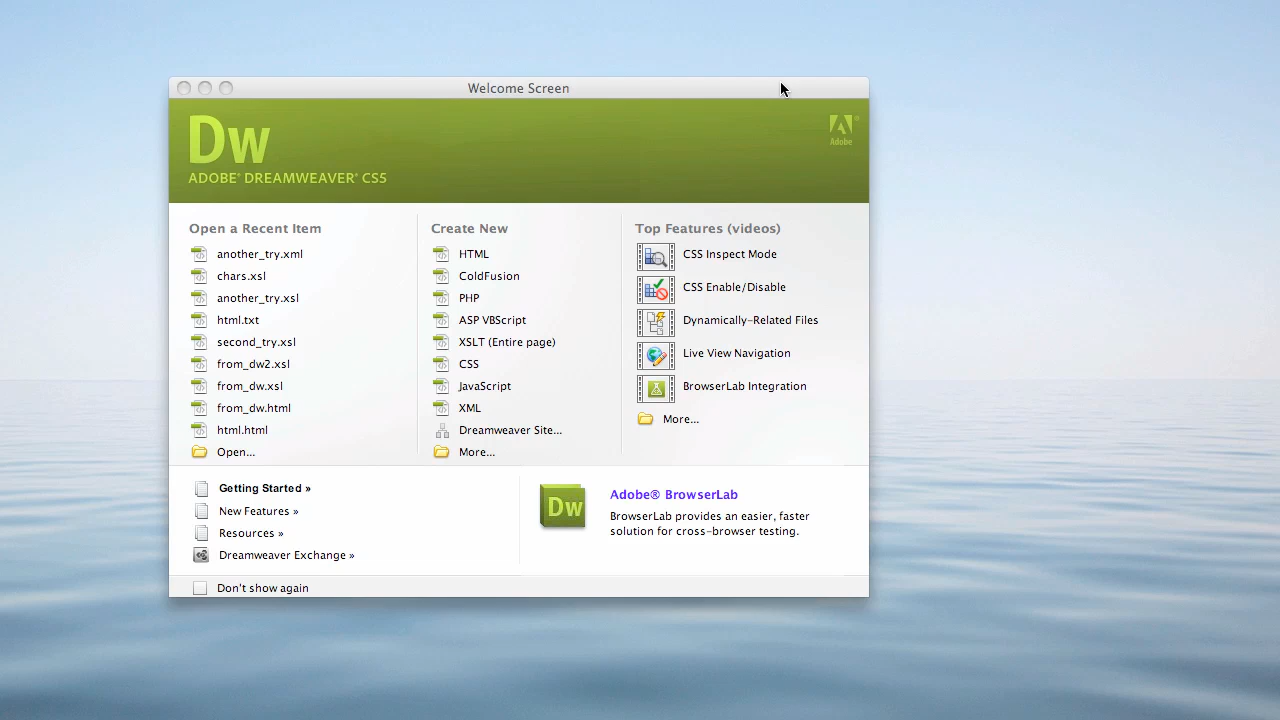 Welcome Screen
Dw
ADOBE® DREAMWEAVER® CS5
Adobe®
Open a Recent Item
another_try.xml
chars.xsl
another_try.xsl
html.txt
second_try.xsl
from_dw2.xsl
from_dw.xsl
from_dw.html
html.html
Open...
Create New
HTML
ColdFusion
PHP
ASP VBScript
XSLT (Entire page)
CSS
JavaScript
XML
Dreamweaver Site...
More...
Top Features (videos)
CSS Inspect Mode
CSS Enable/Disable
Dynamically-Related Files
Live View Navigation
BrowserLab Integration
More...
Getting Started »
New Features »
Resources »
Dreamweaver Exchange »
Dw
Adobe® BrowserLab
BrowserLab provides an easier, faster
solution for cross-browser testing.
Don't show again